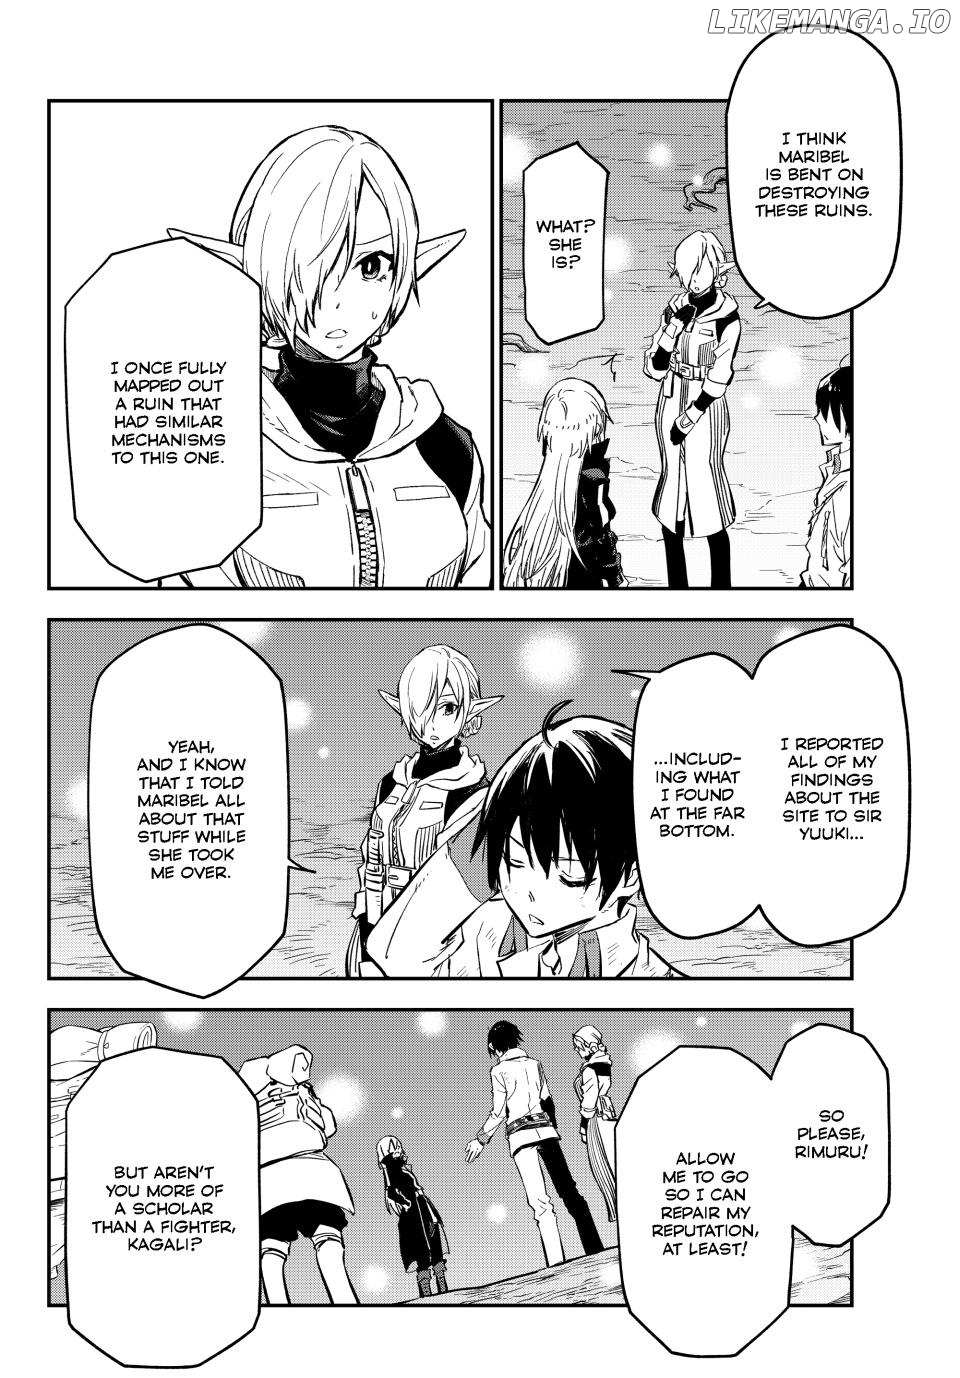 LIKEMANGA.IO
I THINK
MARIBEL
IS BENT ON
DESTROYING
THESE RUINS.
WHAT?
SHE
IS?
I ONCE FULLY
MAPPED OUT
A RUIN THAT
HAD SIMILAR
MECHANISMS
TO THIS ONE.
I REPORTED
ALL OF MY
FINDINGS
ABOUT THE
SITE TO SIR
YUUKI...
...INCLUD-
ING WHAT
I FOUND
AT THE FAR
BOTTOM.
YEAH,
AND I KNOW
THAT I TOLD
MARIBEL ALL
ABOUT THAT
STUFF WHILE
SHE TOOK
ME OVER.
SO
PLEASE,
RIMURU!
ALLOW
ME TO GO
SO I CAN
REPAIR MY
REPUTATION,
AT LEAST!
BUT AREN'T
YOU MORE OF
A SCHOLAR
THAN A FIGHTER,
KAGALI?